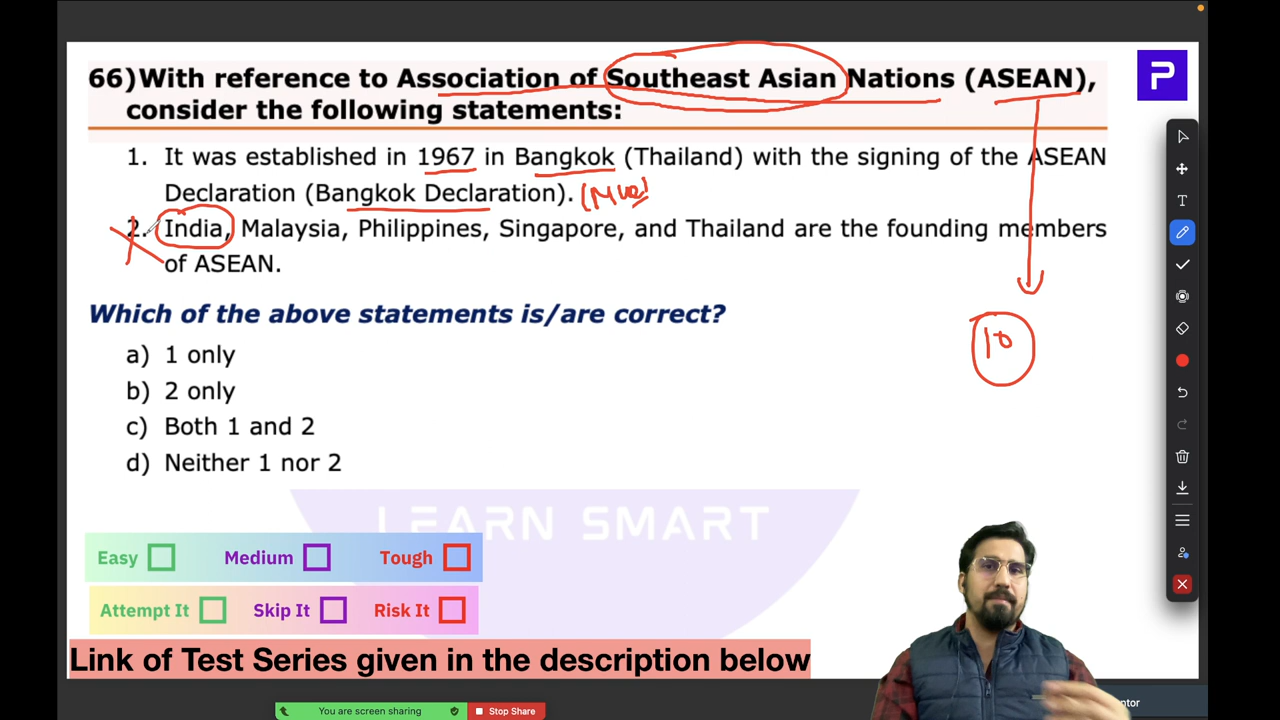 66)With reference to Association of Southeast Asian Nations (ASEAN),
consider the following statements:
1. It was established in 1967 in Bangkok (Thailand) with the signing of the ASEAN
Declaration (Bangkok Declaration).
2. India, Malaysia, Philippines, Singapore, and Thailand are the founding members
of ASEAN.
10
Which of the above statements is/are correct?
a) 1 only
b) 2 only
c) Both 1 and 2
d) Neither 1 nor 2
LEARN SMART
Easy Medium Tough
Attempt It Skip It Risk It
Link of Test Series given in the description below
You are screen sharing Stop Share